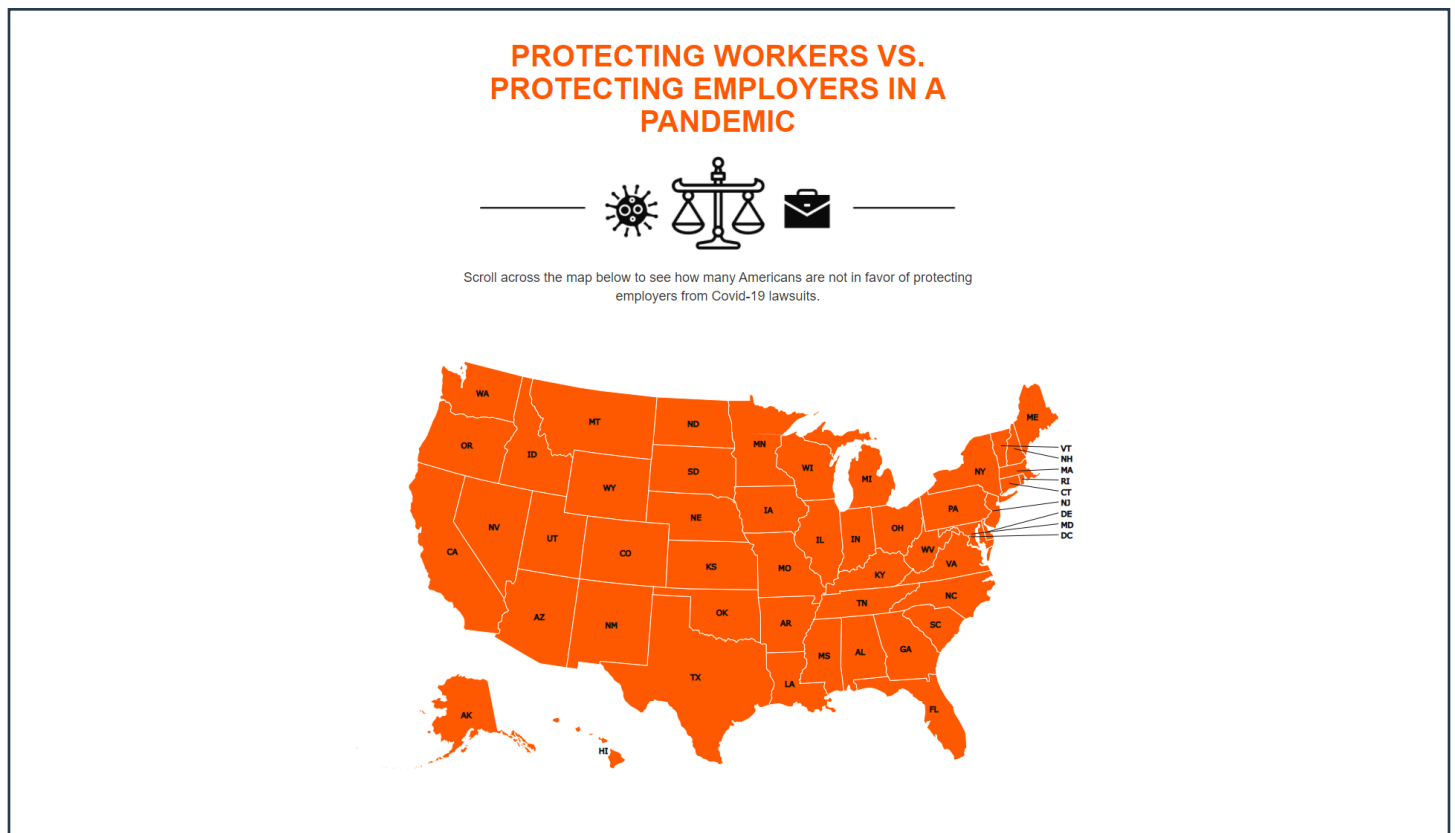 PROTECTING WORKERS VS.
PROTECTING EMPLOYERS IN A
PANDEMIC
Scroll across the map below to see how many Americans are not in favor of protecting
employers from Covid-19 lawsuits.
WA
OR
ID
MT
ND
MN
SD
WY
NE
IA
WI
MI
NY
ME
VT
NH
MA
RI
CT
NJ
DE
MD
DC
PA
NV
UT
CO
CA
KS
MO
IL
IN
OH
WV
VA
KY
NC
TN
SC
AZ
NM
OK
AR
MS
AL
GA
TX
LA
FL
AK
HI